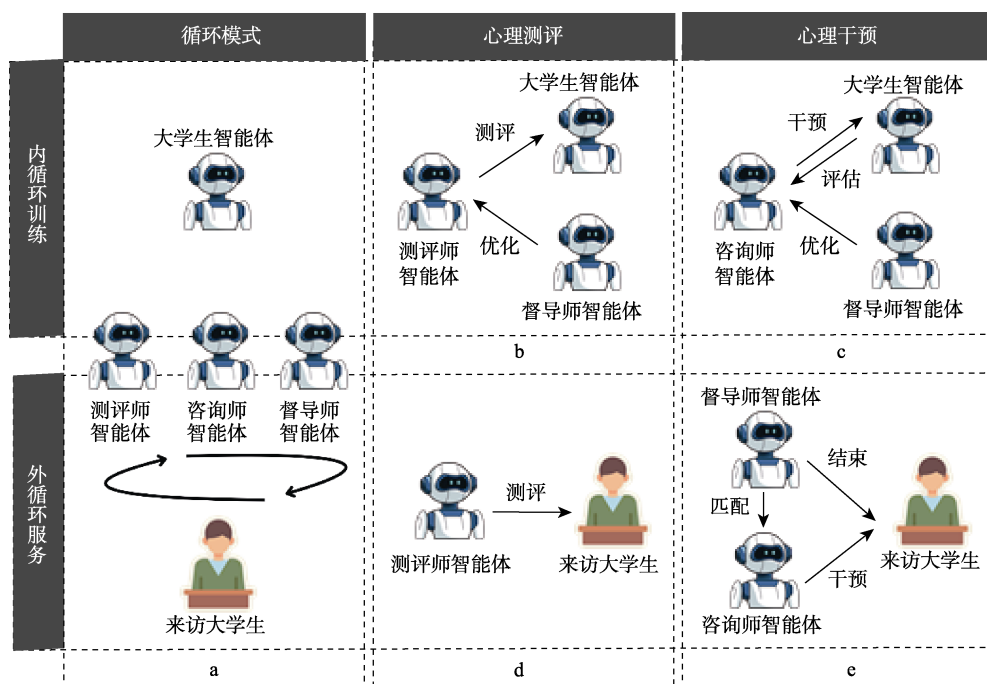 循环模式
心理测评
心理干预
内循环训练
大学生智能体
大学生智能体
测评
测评师
智能体
优化
督导师智能体
大学生智能体
干预
评估
咨询师
智能体
优化
督导师智能体
b
c
测评师
智能体
咨询师
智能体
督导师
智能体
外循环服务
来访大学生
测评
测评师智能体
来访大学生
督导师智能体
结束
匹配
干预
来访大学生
咨询师智能体
a
d
e